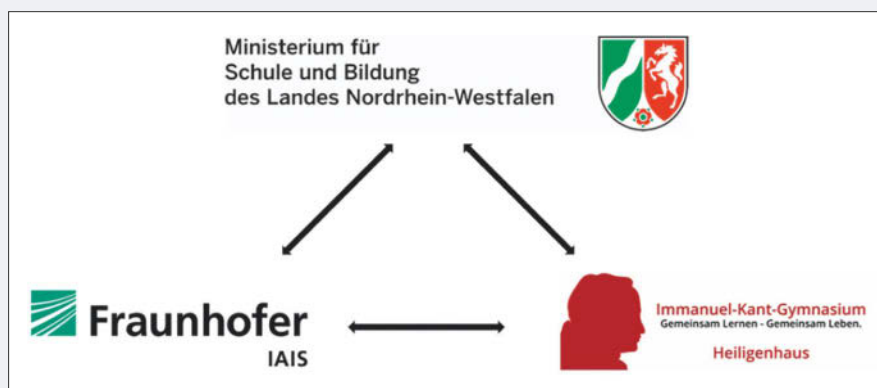 Ministerium für
Schule und Bildung
des Landes Nordrhein-Westfalen
Fraunhofer
IAIS
Immanuel-Kant-Gymnasium
Gemeinsam Lernen - Gemeinsam Leben.
Heiligenhaus